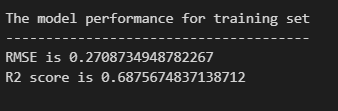 The model performance for training set
--------------------------------------
RMSE is 0.2708734948782267
R2 score is 0.6875674837138712